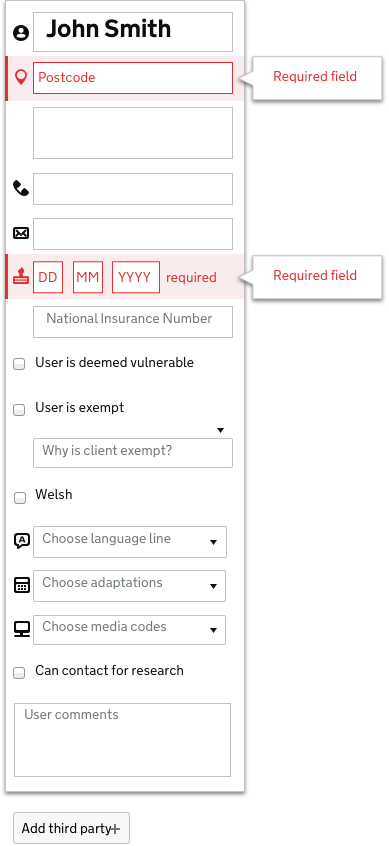 John Smith
Postcode
Required field
DD MM YYYY required
Required field
National Insurance Number
User is deemed vulnerable
User is exempt
Why is client exempt?
Welsh
A
Choose language line
Choose adaptations
Choose media codes
Can contact for research
User comments
Add third party+